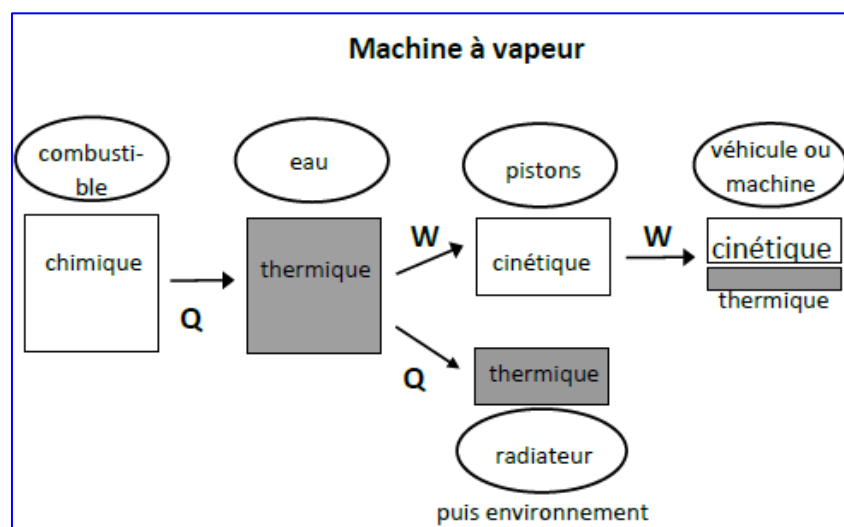 Machine à vapeur
combusti-
ble
eau
pistons
véhicule ou
machine
chimique
Q
thermique
W
cinétique
W
cinétique
thermique
Q
thermique
radiateur
puis environnement